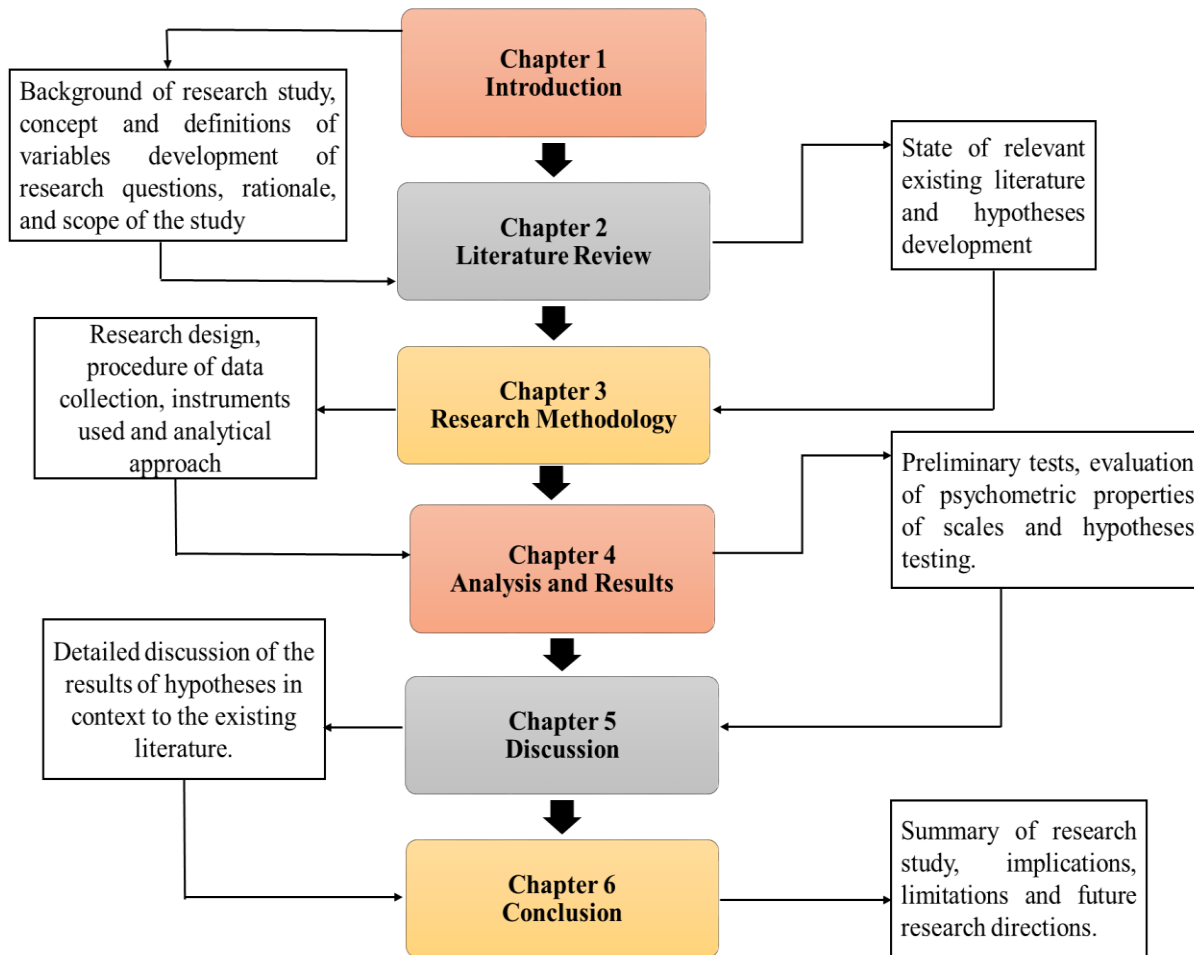 Chapter 1
Introduction
Background of research study,
concept and definitions of
variables development of
research questions, rationale,
and scope of the study
Chapter 2
Literature Review
State of relevant
existing literature
and hypotheses
development
Chapter 3
Research Methodology
Research design,
procedure of data
collection, instruments
used and analytical
approach
Chapter 4
Analysis and Results
Preliminary tests, evaluation
of psychometric properties
of scales and hypotheses
testing.
Chapter 5
Discussion
Detailed discussion of the
results of hypotheses in
context to the existing
literature.
Chapter 6
Conclusion
Summary of research
study, implications,
limitations and future
research directions.